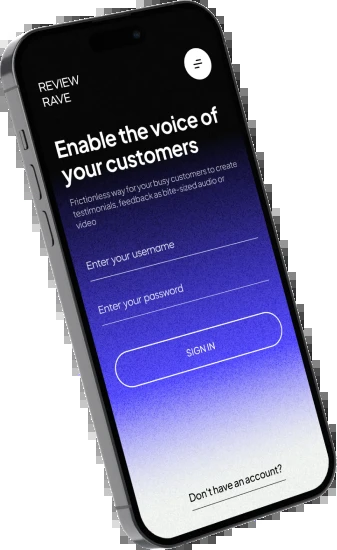 REVIEW
RAVE
Enable the voice of
your customers
Frictionless way for your busy customers to create
testimonials, feedback as bite-sized audio or
video
Enter your username
Enter your password
SIGN IN
Don't have an account?